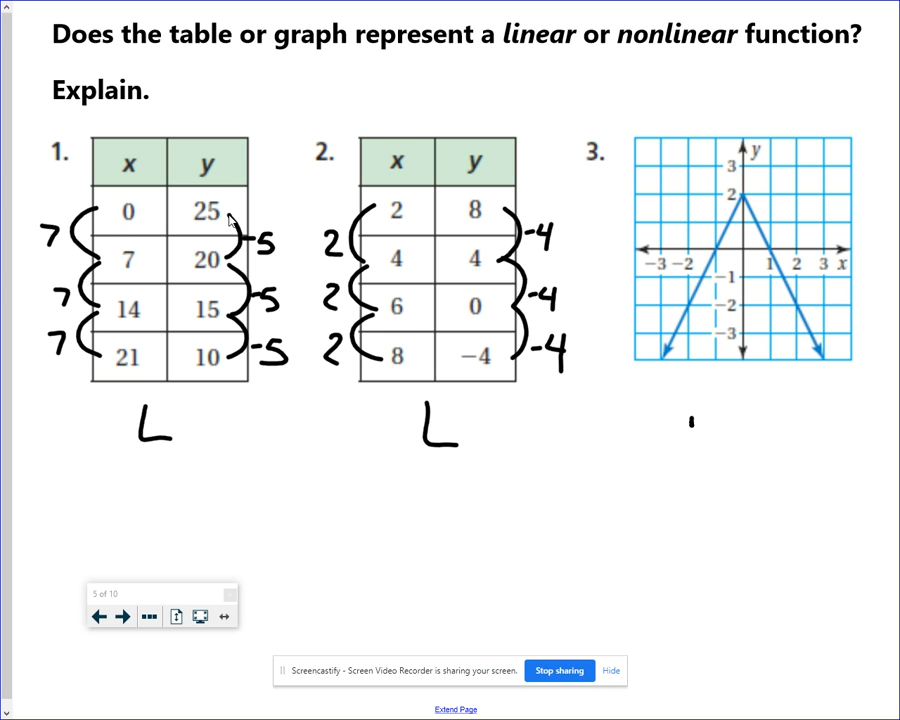 Does the table or graph represent a linear or nonlinear function?
Explain.
1.
x y
0 25
7 20
14 15
21 10
7
7
7
-5
-5
-5
L
2.
x y
2 8
4 4
6 0
8 −4
2
2
2
-4
-4
-4
L
3.
y
3
2
−3 −2 1 2 3 x
−1
−2
−3
5 of 10
Screencastify - Screen Video Recorder is sharing your screen. Stop sharing Hide
Extend Page